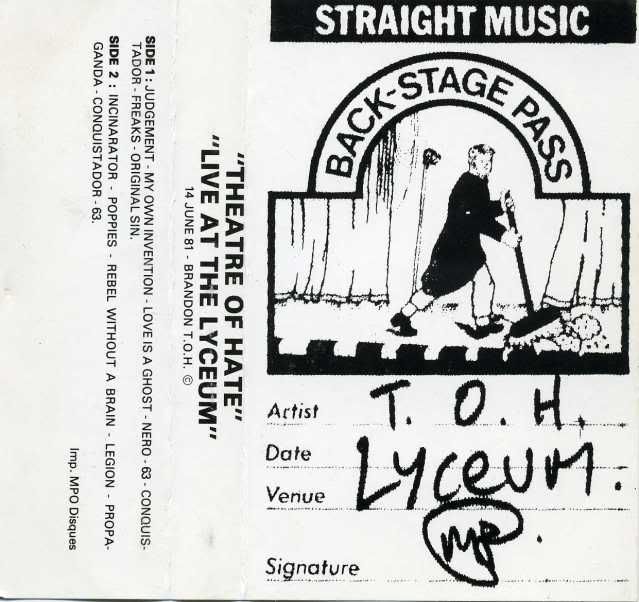 STRAIGHT MUSIC
BACK-STAGE PASS
Artist T. O. H.
Date
Venue Lyceum.
Signature MP.
"THEATRE OF HATE"
"LIVE AT THE LYCEUM"
14 JUNE 81 - BRANDON T.O.H. ©
SIDE 1 : JUDGEMENT - MY OWN INVENTION - LOVE IS A GHOST - NERO - 63 - CONQUIS-
TADOR - FREAKS - ORIGINAL SIN.
SIDE 2 : INCINARATOR - POPPIES - REBEL WITHOUT A BRAIN - LEGION - PROPA-
GANDA - CONQUISTADOR - 63.
Imp. MPO Disques